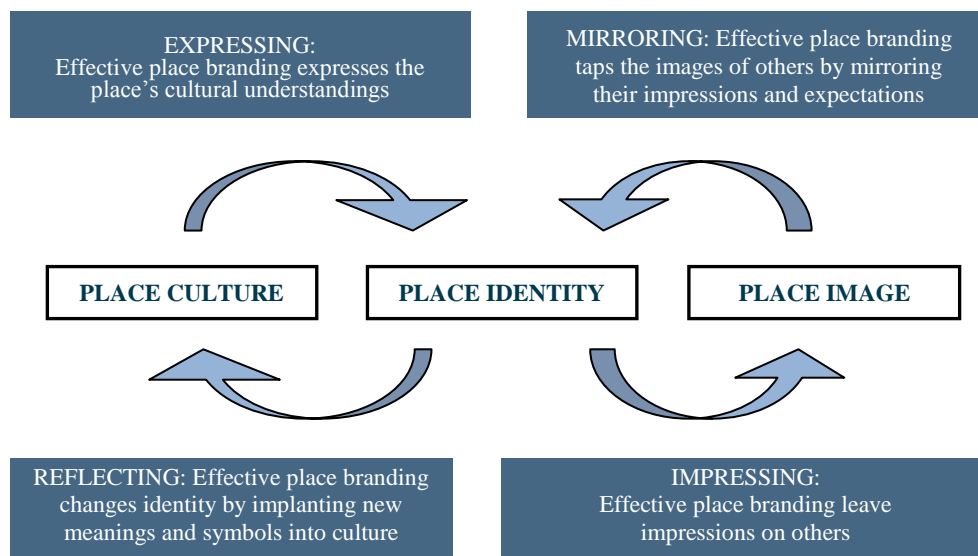 EXPRESSING:
Effective place branding expresses the
place's cultural understandings
MIRRORING: Effective place branding
taps the images of others by mirroring
their impressions and expectations
PLACE CULTURE
PLACE IDENTITY
PLACE IMAGE
REFLECTING: Effective place branding
changes identity by implanting new
meanings and symbols into culture
IMPRESSING:
Effective place branding leave
impressions on others